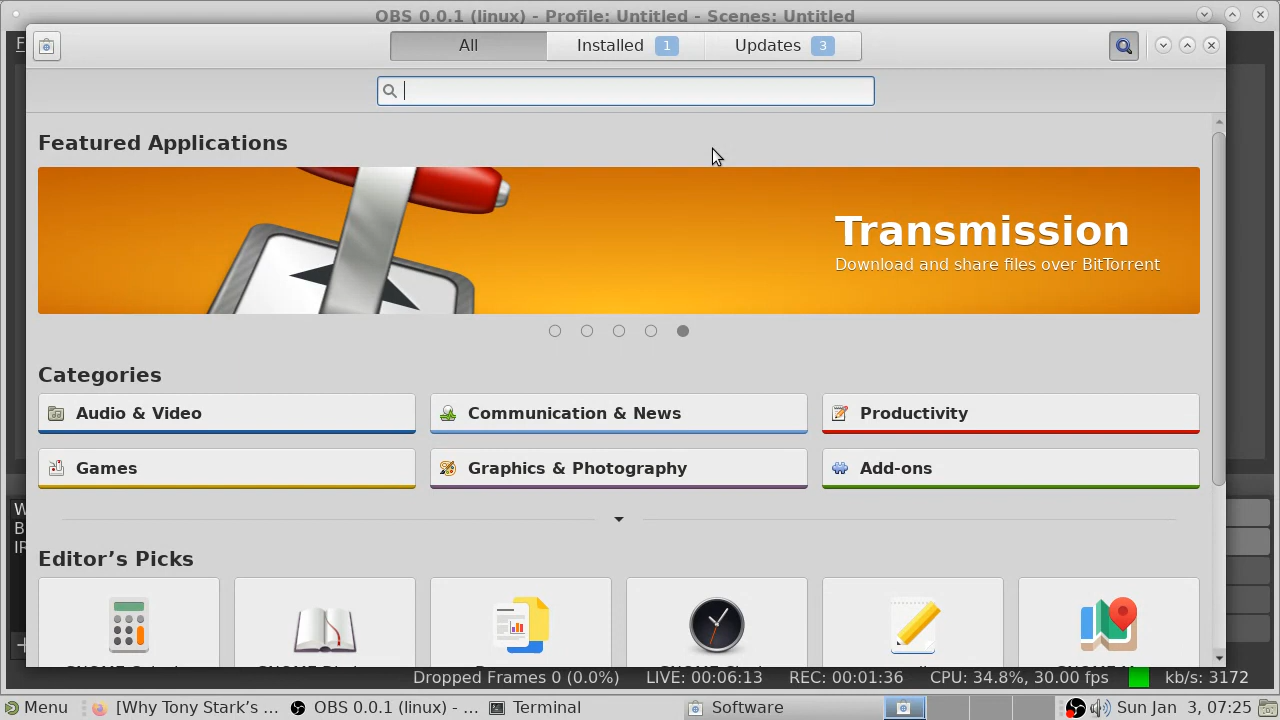 OBS 0.0.1 (linux) - Profile: Untitled - Scenes: Untitled
All
Installed 1
Updates 3
Featured Applications
Transmission
Download and share files over BitTorrent
Categories
Audio & Video
Communication & News
Productivity
Games
Graphics & Photography
Add-ons
Editor’s Picks
Dropped Frames 0 (0.0%) LIVE: 00:06:13 REC: 00:01:36 CPU: 34.8%, 30.00 fps kb/s: 3172
Menu [Why Tony Stark’s ... OBS 0.0.1 (linux) - ... Terminal Software Sun Jan 3, 07:25